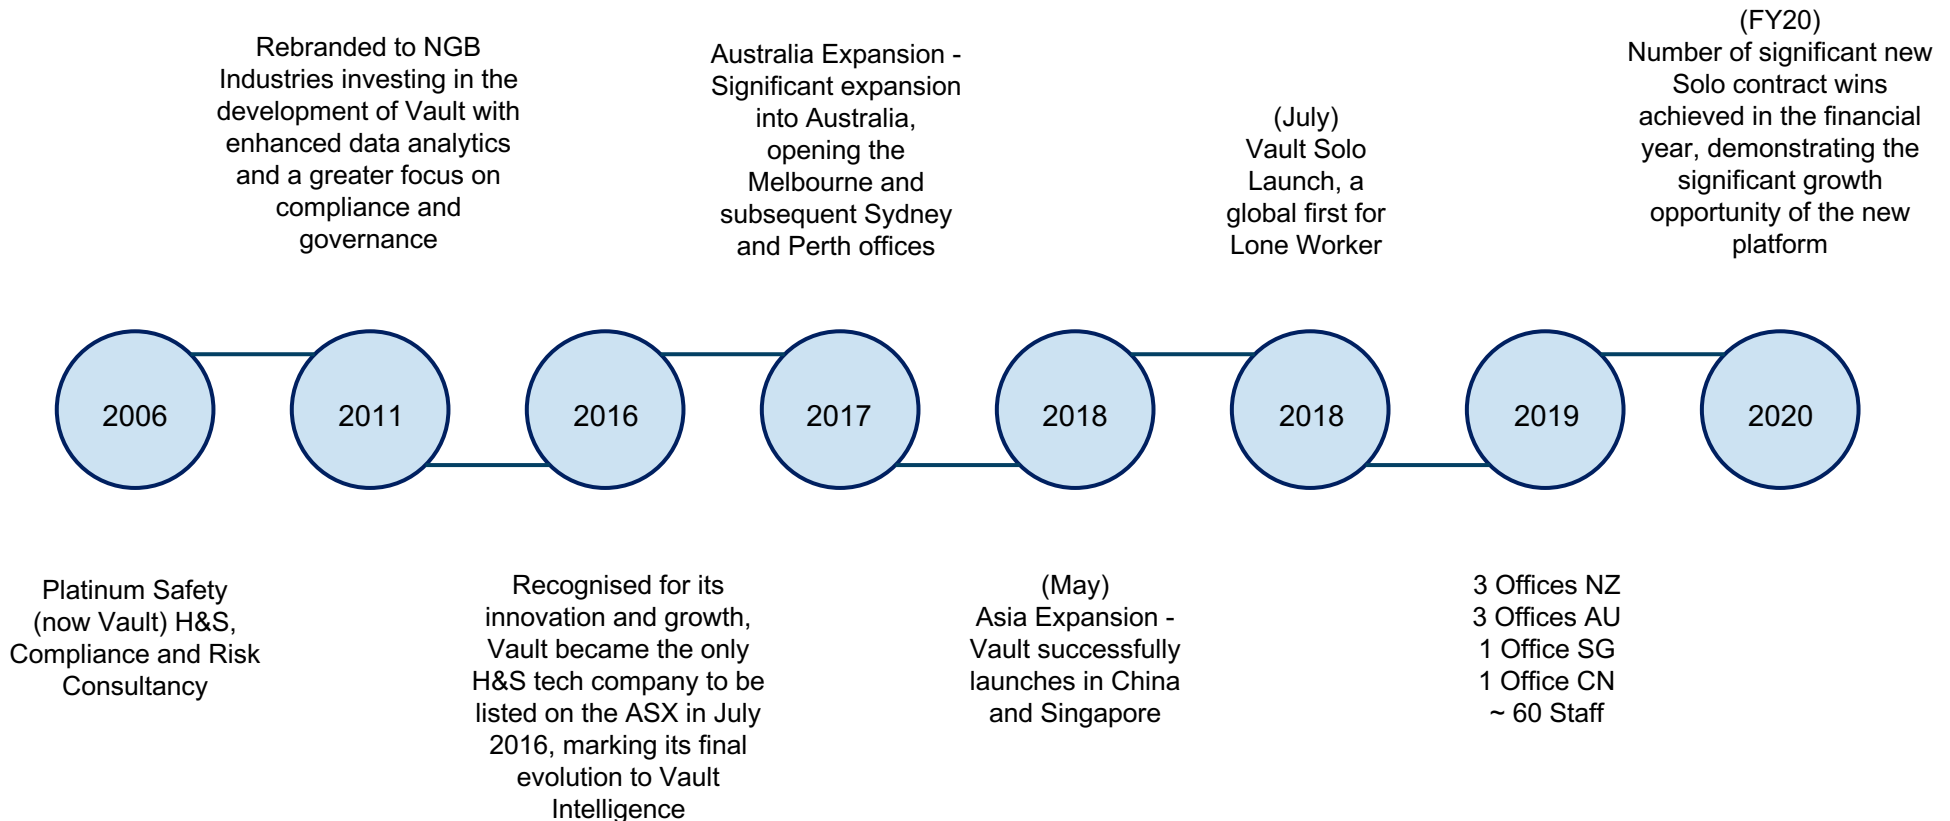 Rebranded to NGB
Industries investing in the
development of Vault with
enhanced data analytics
and a greater focus on
compliance and
governance
Australia Expansion -
Significant expansion
into Australia,
opening the
Melbourne and
subsequent Sydney
and Perth offices
(July)
Vault Solo
Launch, a
global first for
Lone Worker
(FY20)
Number of significant new
Solo contract wins
achieved in the financial
year, demonstrating the
significant growth
opportunity of the new
platform
2006
2011
2016
2017
2018
2018
2019
2020
Platinum Safety
(now Vault) H&S,
Compliance and Risk
Consultancy
Recognised for its
innovation and growth,
Vault became the only
H&S tech company to be
listed on the ASX in July
2016, marking its final
evolution to Vault
Intelligence
(May)
Asia Expansion -
Vault successfully
launches in China
and Singapore
3 Offices NZ
3 Offices AU
1 Office SG
1 Office CN
~ 60 Staff